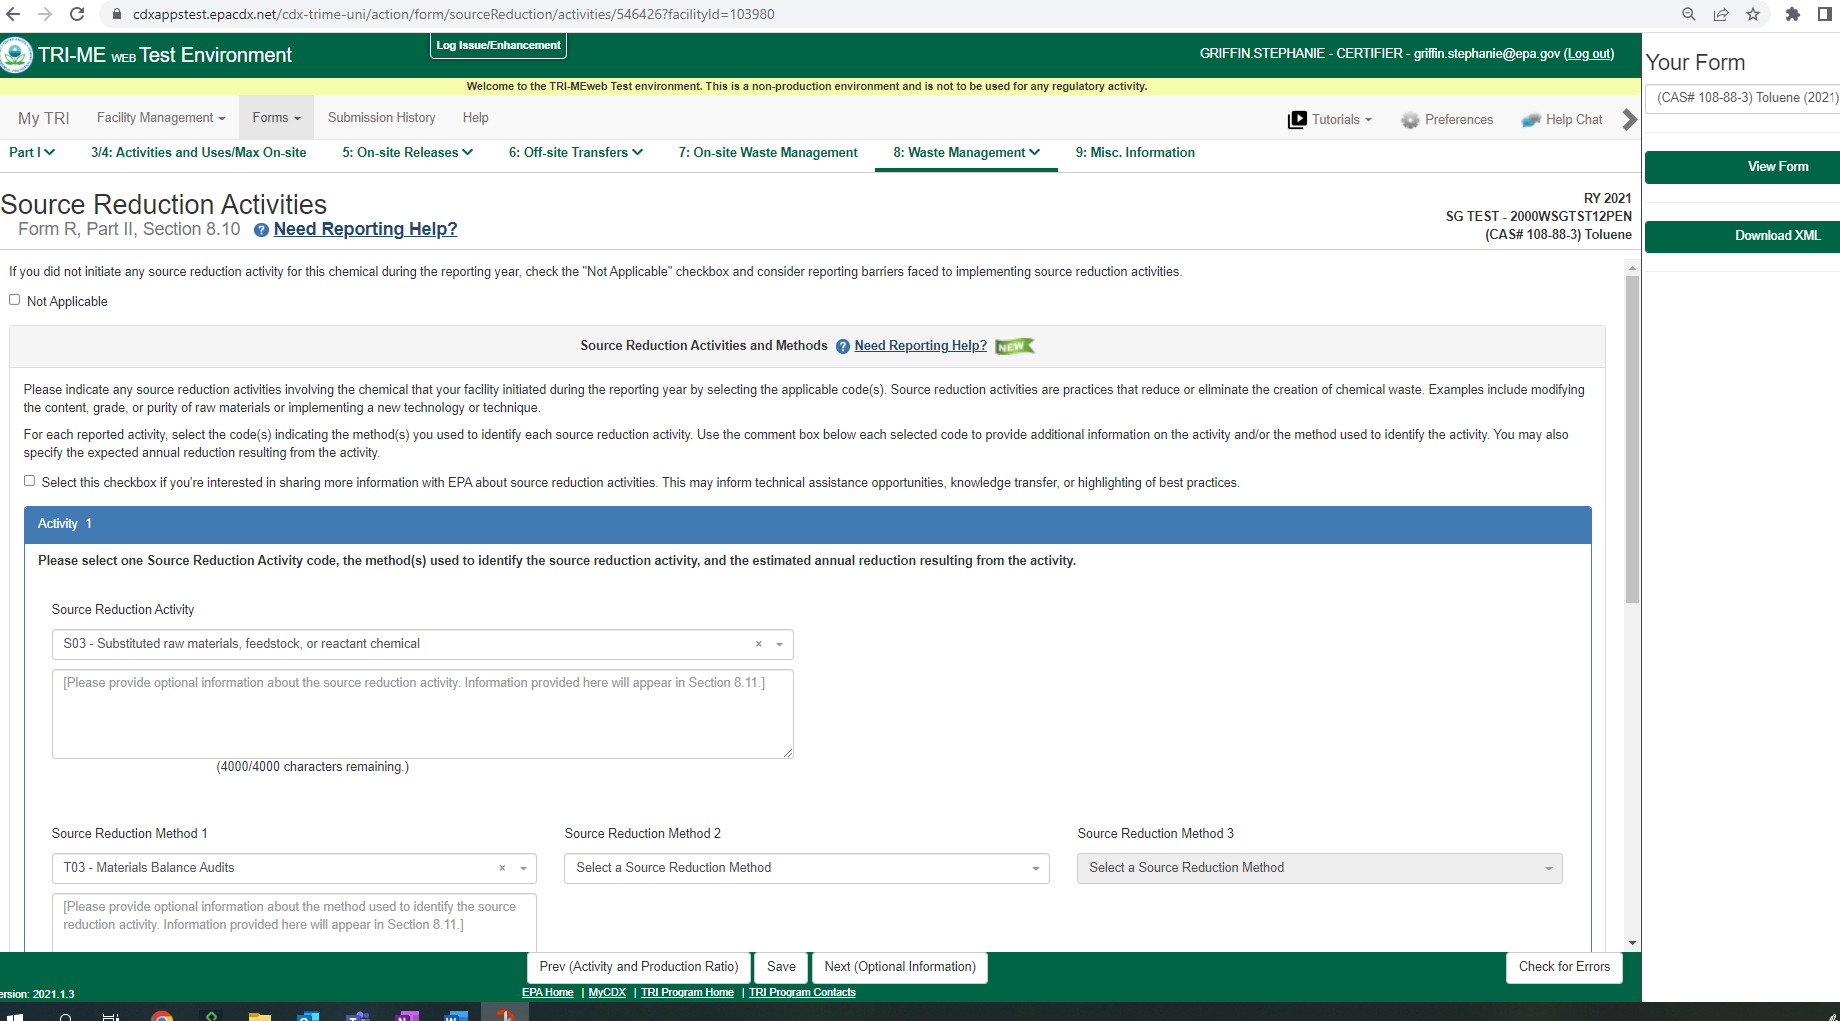 cdxappstest.epacdx.net/cdx-trime-uni/action/form/sourceReduction/activities/546426?facilityId=103980
TRI-ME WEB Test Environment
Log Issue/Enhancement
GRIFFIN.STEPHANIE - CERTIFIER - griffin.stephanie@epa.gov (Log out)
Your Form
Welcome to the TRI-MEweb Test environment. This is a non-production environment and is not to be used for any regulatory activity.
(CAS# 108-88-3) Toluene (2021)
My TRI Facility Management Forms Submission History Help Tutorials Preferences Help Chat
Part I 3/4: Activities and Uses/Max On-site 5: On-site Releases 6: Off-site Transfers 7: On-site Waste Management 8: Waste Management 9: Misc. Information
View Form
Source Reduction Activities
RY 2021
Form R, Part II, Section 8.10 ? Need Reporting Help?
SG TEST - 2000WSGTST12PEN
(CAS# 108-88-3) Toluene
Download XML
If you did not initiate any source reduction activity for this chemical during the reporting year, check the "Not Applicable" checkbox and consider reporting barriers faced to implementing source reduction activities.
Not Applicable
Source Reduction Activities and Methods ? Need Reporting Help? NEW
Please indicate any source reduction activities involving the chemical that your facility initiated during the reporting year by selecting the applicable code(s). Source reduction activities are practices that reduce or eliminate the creation of chemical waste. Examples include modifying
the content, grade, or purity of raw materials or implementing a new technology or technique.
For each reported activity, select the code(s) indicating the method(s) you used to identify each source reduction activity. Use the comment box below each selected code to provide additional information on the activity and/or the method used to identify the activity. You may also
specify the expected annual reduction resulting from the activity.
Select this checkbox if you're interested in sharing more information with EPA about source reduction activities. This may inform technical assistance opportunities, knowledge transfer, or highlighting of best practices.
Activity 1
Please select one Source Reduction Activity code, the method(s) used to identify the source reduction activity, and the estimated annual reduction resulting from the activity.
Source Reduction Activity
S03 - Substituted raw materials, feedstock, or reactant chemical ×
[Please provide optional information about the source reduction activity. Information provided here will appear in Section 8.11.]
(4000/4000 characters remaining.)
Source Reduction Method 1 Source Reduction Method 2 Source Reduction Method 3
T03 - Materials Balance Audits × Select a Source Reduction Method Select a Source Reduction Method
[Please provide optional information about the method used to identify the source
reduction activity. Information provided here will appear in Section 8.11.]
Prev (Activity and Production Ratio) Save Next (Optional Information) Check for Errors
ersion: 2021.1.3 EPA Home | MyCDX | TRI Program Home | TRI Program Contacts